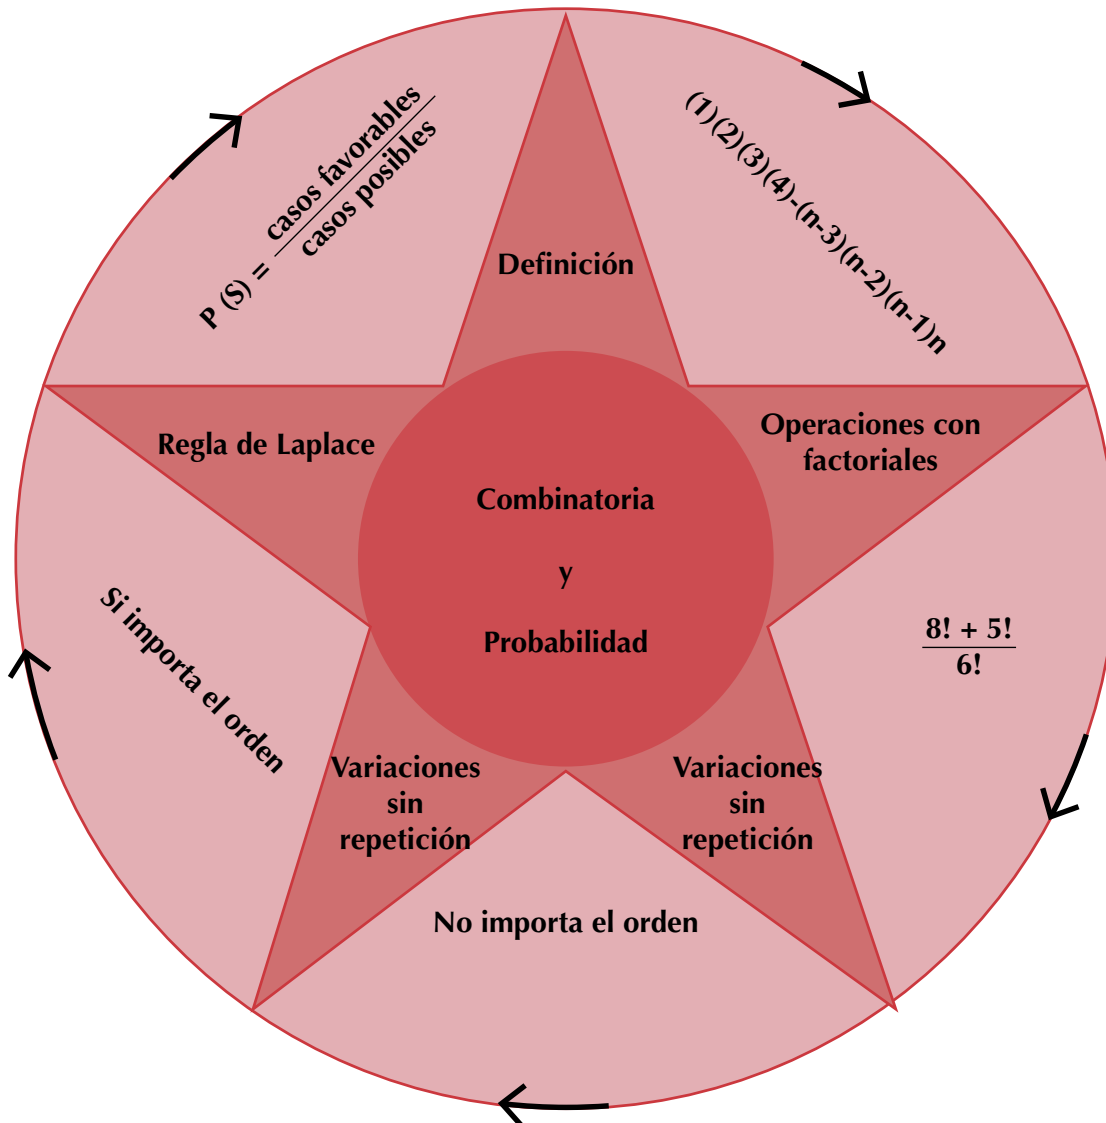 P (S) = casos favorables
casos posibles
(1)(2)(3)(4)-(n-3)(n-2)(n-1)n
Definición
Regla de Laplace
Operaciones con
factoriales
Combinatoria
y
Probabilidad
Si importa el orden
8! + 5!
6!
Variaciones
sin
repetición
Variaciones
sin
repetición
No importa el orden